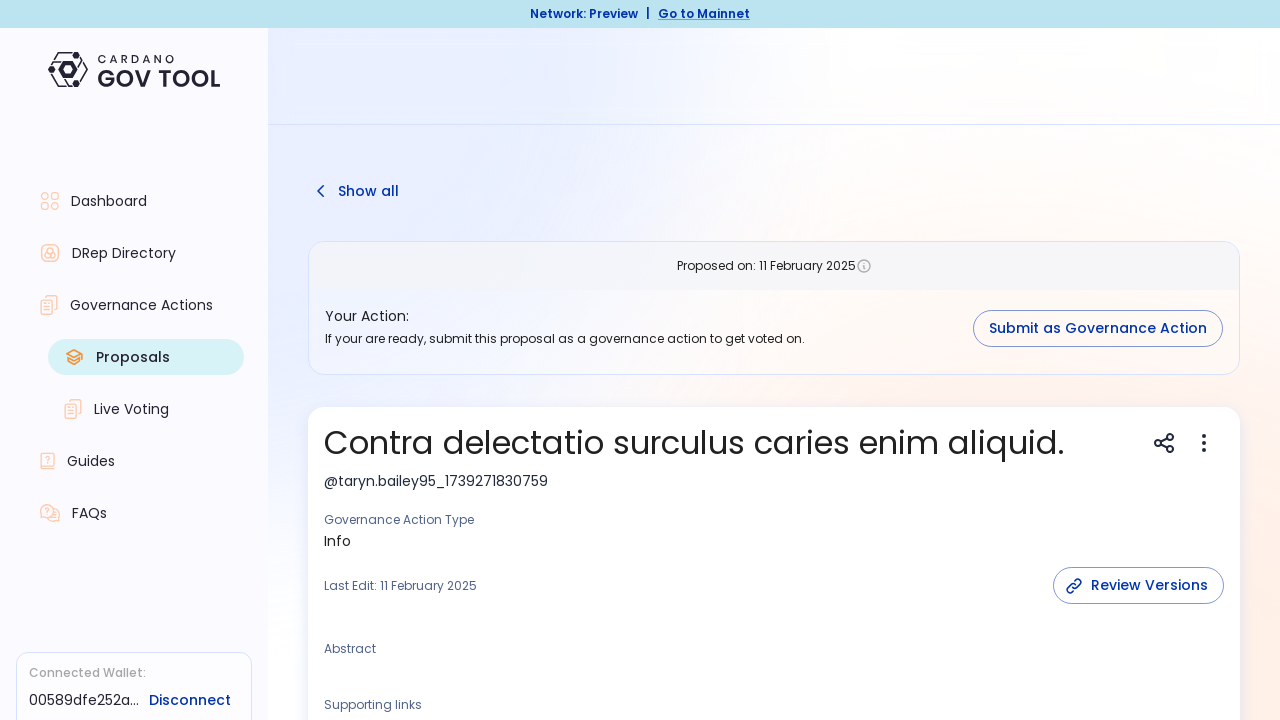 Network: Preview | Go to Mainnet
CARDANO
GOV TOOL
Dashboard
DRep Directory
Governance Actions
Proposals
Live Voting
Guides
FAQs
Connected Wallet:
00589dfe252a... Disconnect
Show all
Proposed on: 11 February 2025
Your Action:
If your are ready, submit this proposal as a governance action to get voted on.
Submit as Governance Action
Contra delectatio surculus caries enim aliquid.
@taryn.bailey95_1739271830759
Governance Action Type
Info
Last Edit: 11 February 2025
Review Versions
Abstract
Supporting links